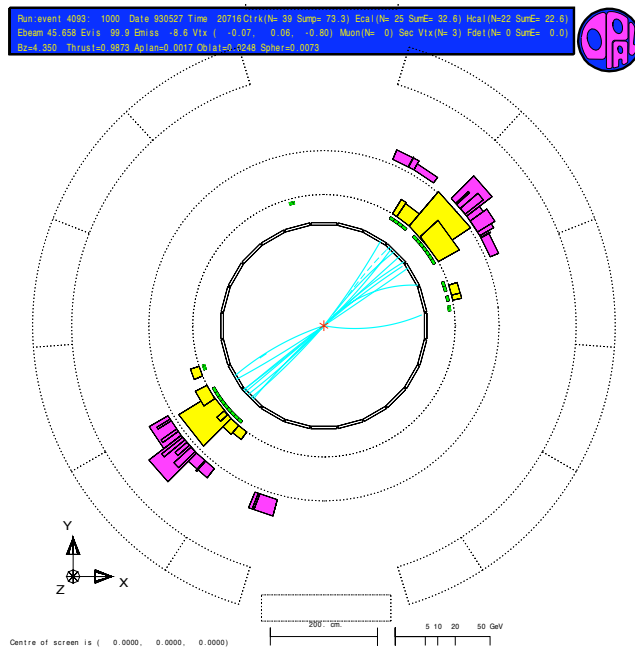 Run:event 4093: 1000 Date 930527 Time 20716 Ctrk(N= 39 Sump= 73.3) Ecal(N= 25 SumE= 32.6) Hcal(N=22 SumE= 22.6)
Ebeam 45.658 Evis 99.9 Emiss -8.6 Vtx ( -0.07, 0.06, -0.80) Muon(N= 0) Sec Vtx(N= 3) Fdet(N= 0 SumE= 0.0)
Bz=4.350 Thrust=0.9873 Aplan=0.0017 Oblat=0.0248 Spher=0.0073
OPAL
Y
X
Z
200. cm.
5 10 20 50 GeV
Centre of screen is ( 0.0000, 0.0000, 0.0000)